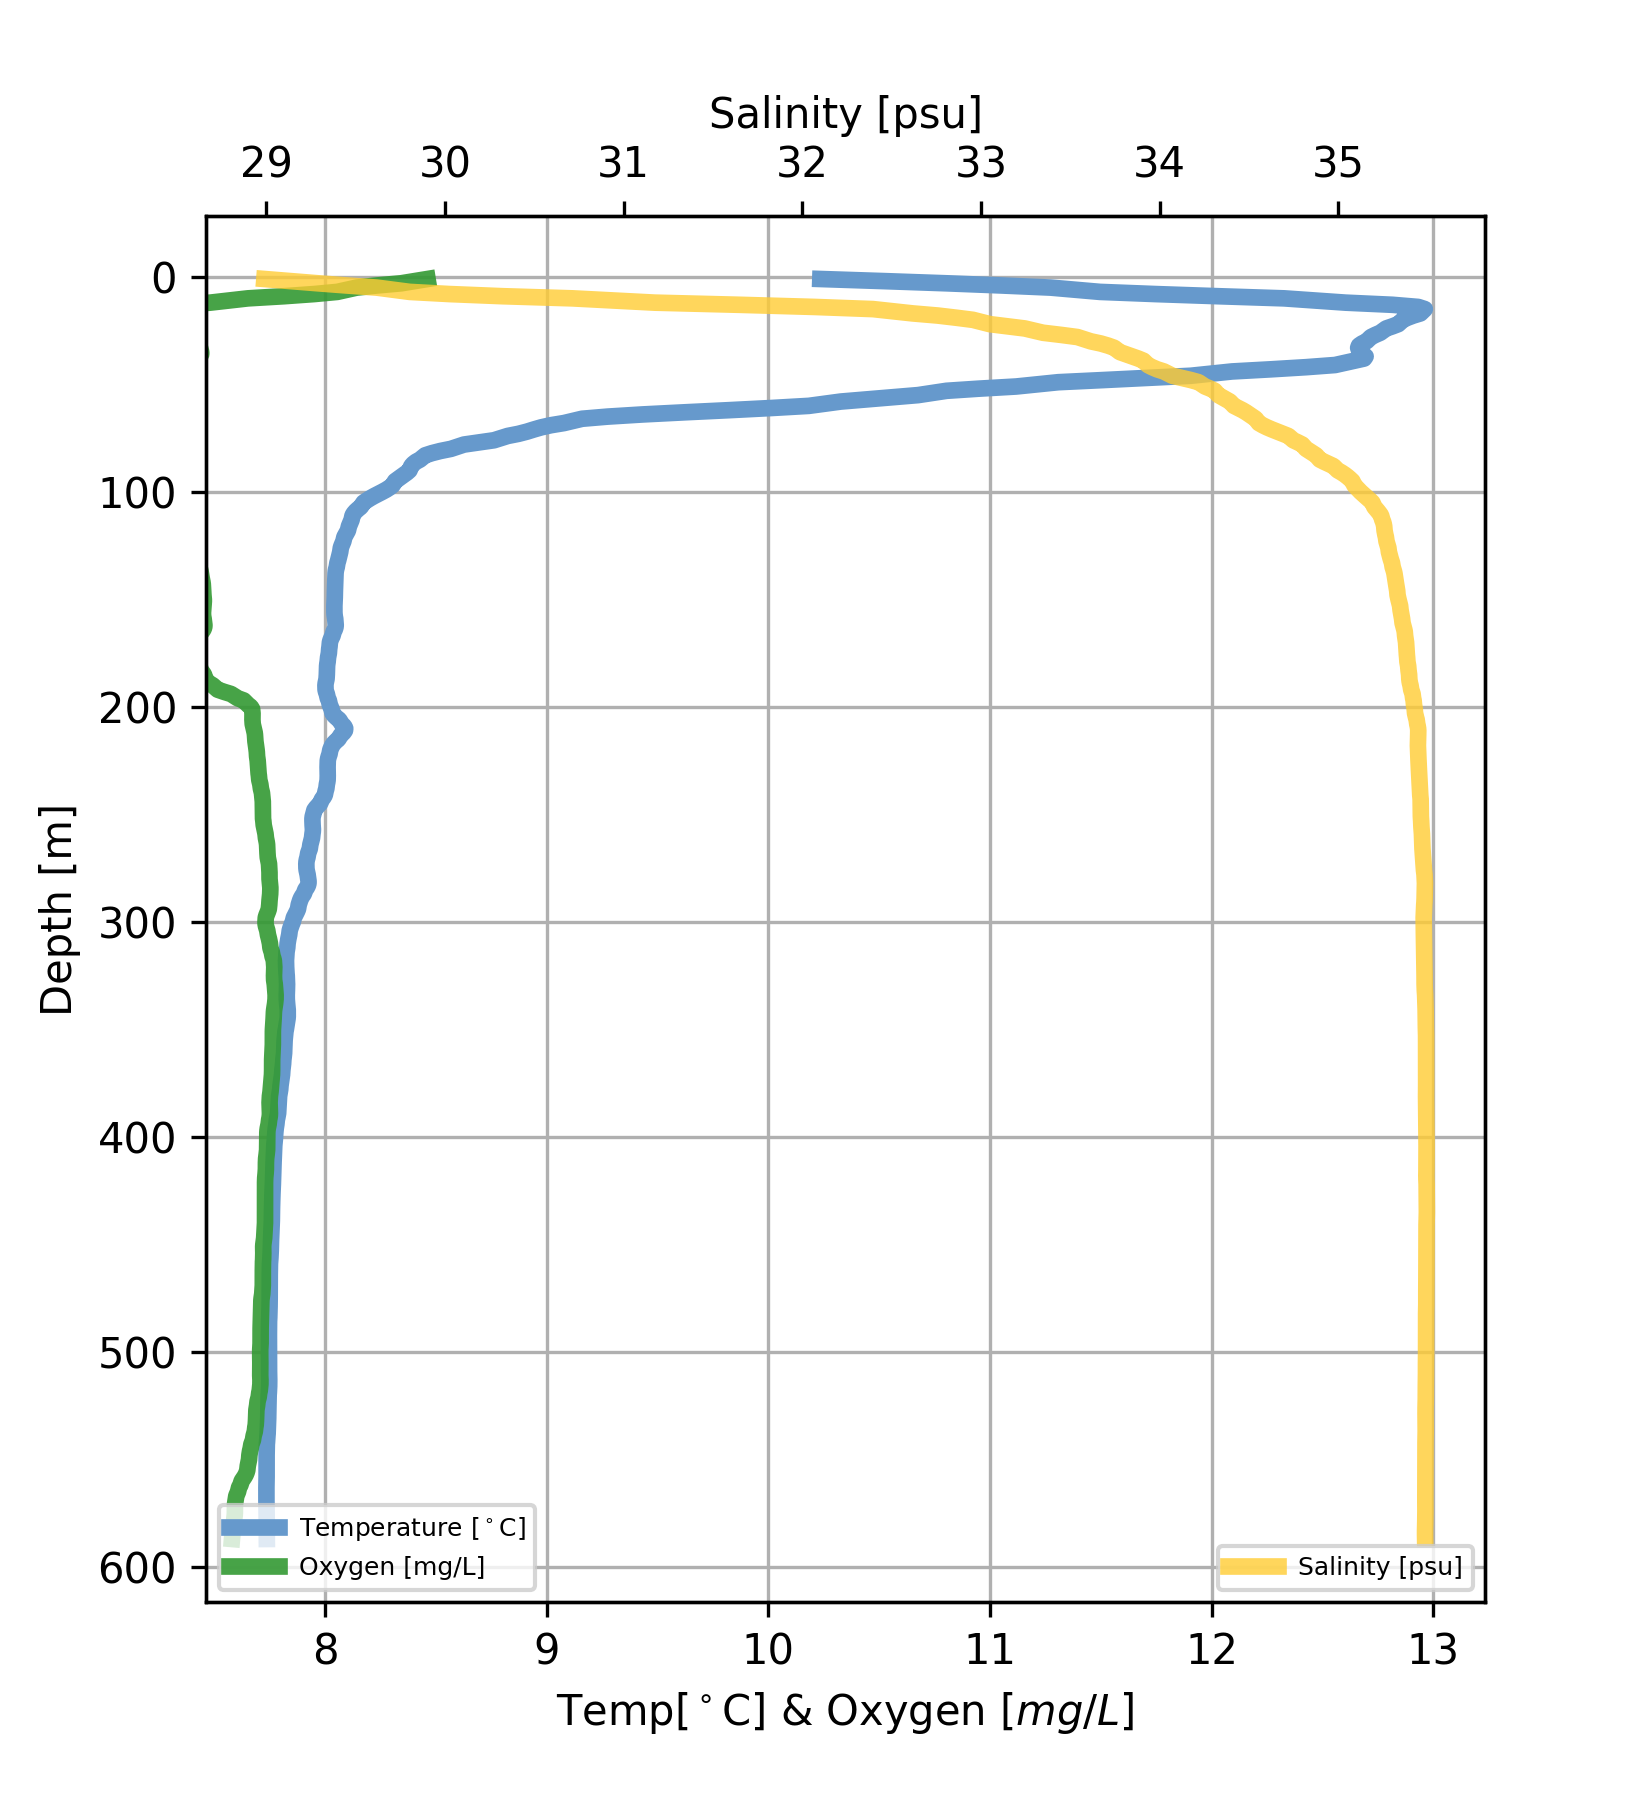 Salinity [psu]
29 30 31 32 33 34 35
0
100
200
300
400
500
600
Depth [m]
Temperature [°C]
Oxygen [mg/L]
Salinity [psu]
8 9 10 11 12 13
Temp[°C] & Oxygen [mg/L]